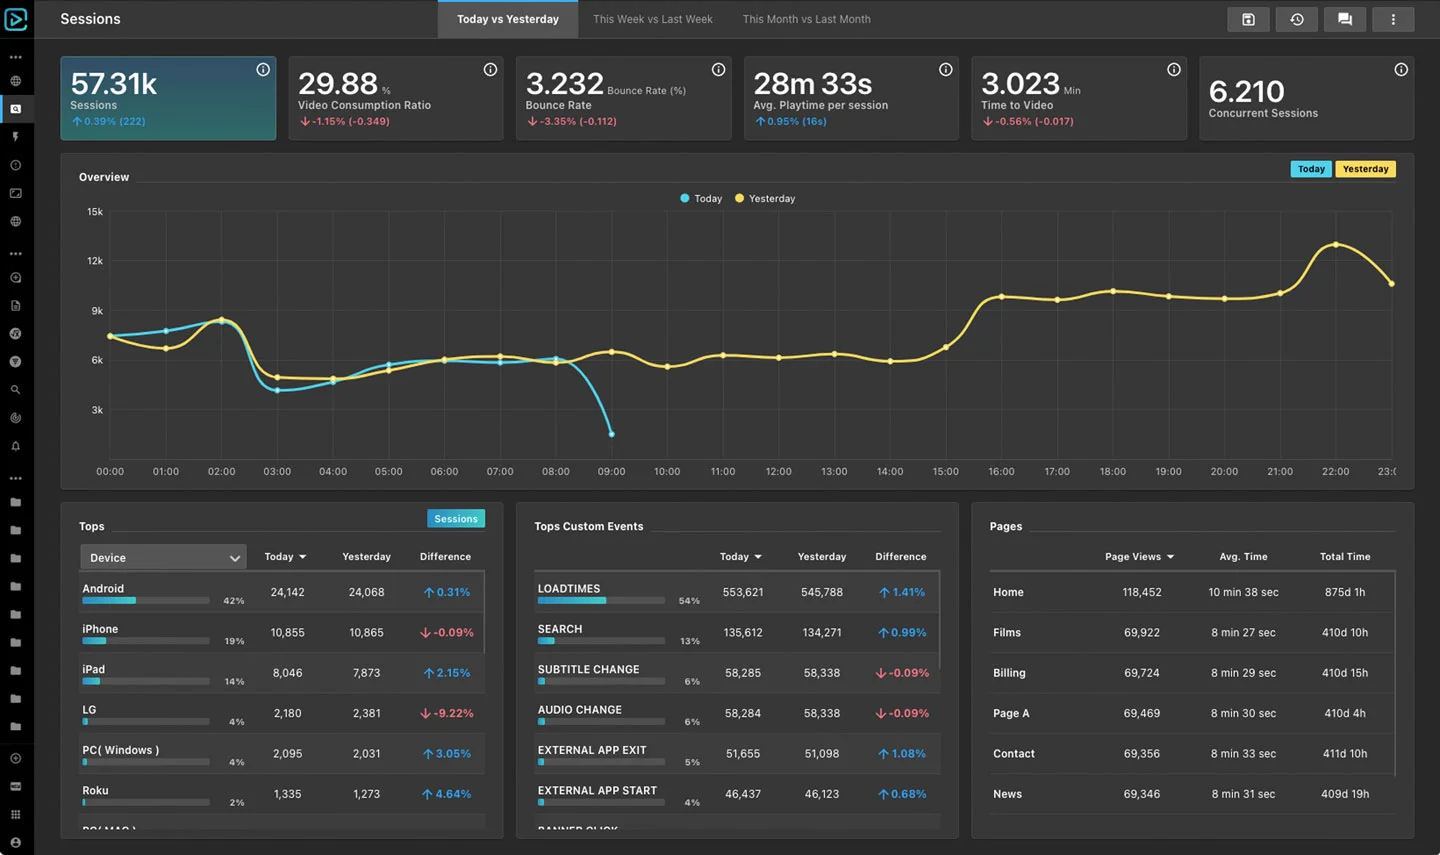 Sessions
Today vs Yesterday
This Week vs Last Week
This Month vs Last Month
57.31k
Sessions
0.39% (222)
29.88 %
Video Consumption Ratio
-1.15% (-0.349)
3.232 Bounce Rate (%)
Bounce Rate
-3.35% (-0.112)
28m 33s
Avg. Playtime per session
0.95% (16s)
3.023 Min
Time to Video
-0.56% (-0.017)
6.210
Concurrent Sessions
Overview
Today Yesterday
Today Yesterday
15k
12k
9k
6k
3k
00:00 01:00 02:00 03:00 04:00 05:00 06:00 07:00 08:00 09:00 10:00 11:00 12:00 13:00 14:00 15:00 16:00 17:00 18:00 19:00 20:00 21:00 22:00 23:
Tops
Sessions
Device Today Yesterday Difference
Android 42% 24,142 24,068 0.31%
iPhone 19% 10,855 10,865 -0.09%
iPad 14% 8,046 7,873 2.15%
LG 4% 2,180 2,381 -9.22%
PC( Windows ) 4% 2,095 2,031 3.05%
Roku 2% 1,335 1,273 4.64%
PC( MAC )
Tops Custom Events
Today Yesterday Difference
LOADTIMES 54% 553,621 545,788 1.41%
SEARCH 13% 135,612 134,271 0.99%
SUBTITLE CHANGE 6% 58,285 58,338 -0.09%
AUDIO CHANGE 6% 58,284 58,338 -0.09%
EXTERNAL APP EXIT 5% 51,655 51,098 1.08%
EXTERNAL APP START 4% 46,437 46,123 0.68%
BANNER CLICK
Pages
Page Views Avg. Time Total Time
Home 118,452 10 min 38 sec 875d 1h
Films 69,922 8 min 27 sec 410d 10h
Billing 69,724 8 min 29 sec 410d 15h
Page A 69,469 8 min 30 sec 410d 4h
Contact 69,356 8 min 33 sec 411d 10h
News 69,346 8 min 31 sec 409d 19h